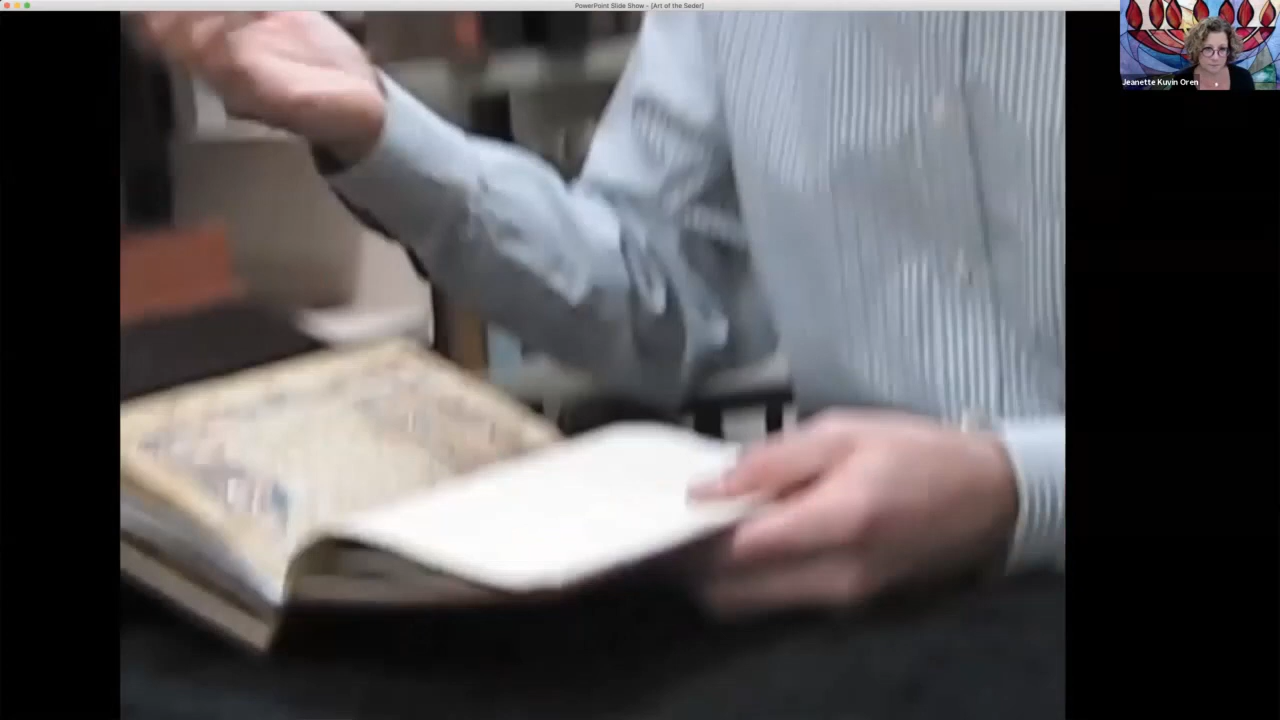 PowerPoint Slide Show - [Art of the Seder]
Jeanette Kuvin Oren